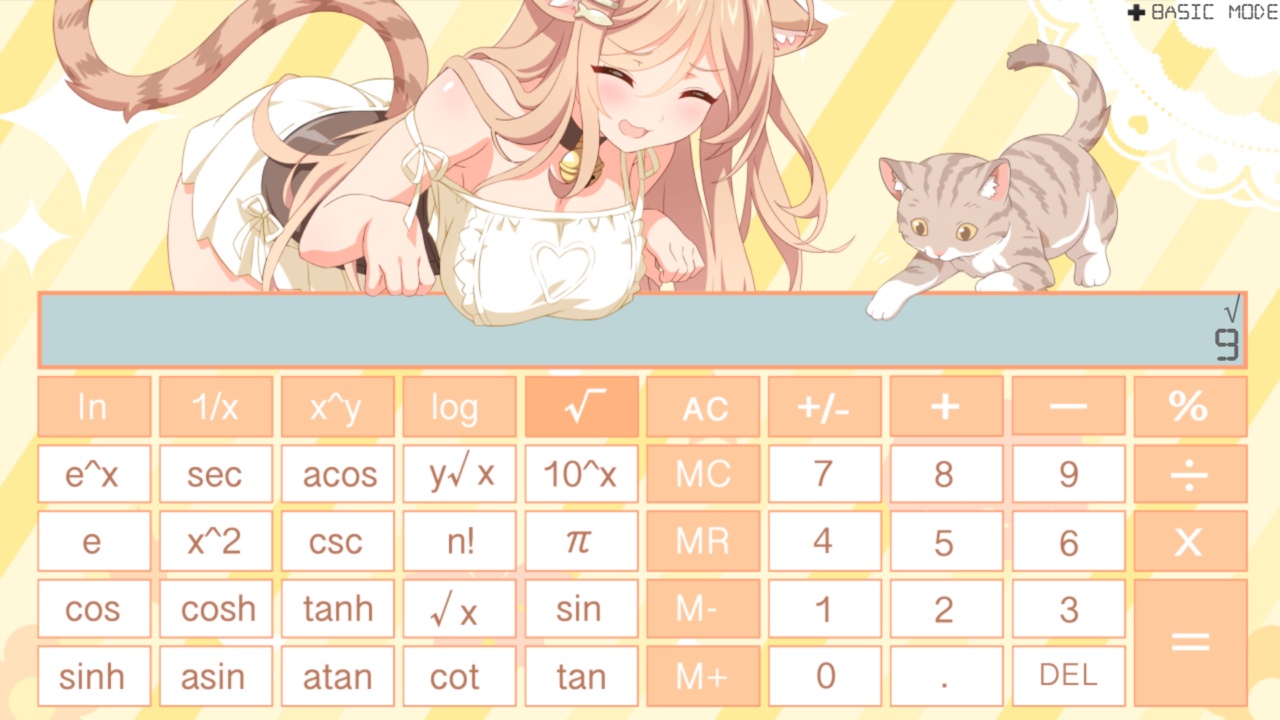 ✚ BASIC MODE
√
9
ln 1/x x^y log √ AC +/- + − %
e^x sec acos y√ x 10^x MC 7 8 9 ÷
e x^2 csc n! π MR 4 5 6 X
cos cosh tanh √ x sin M- 1 2 3 =
sinh asin atan cot tan M+ 0 . DEL